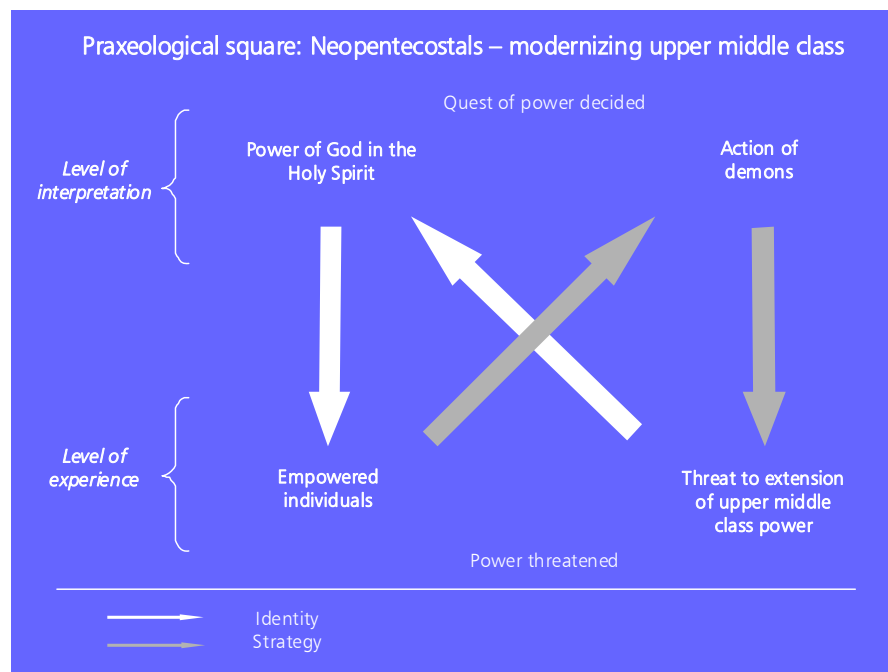 Praxeological square: Neopentecostals – modernizing upper middle class
Quest of power decided
Level of
interpretation
Power of God in the
Holy Spirit
Action of
demons
Level of
experience
Empowered
individuals
Threat to extension
of upper middle
class power
Power threatened
Identity
Strategy